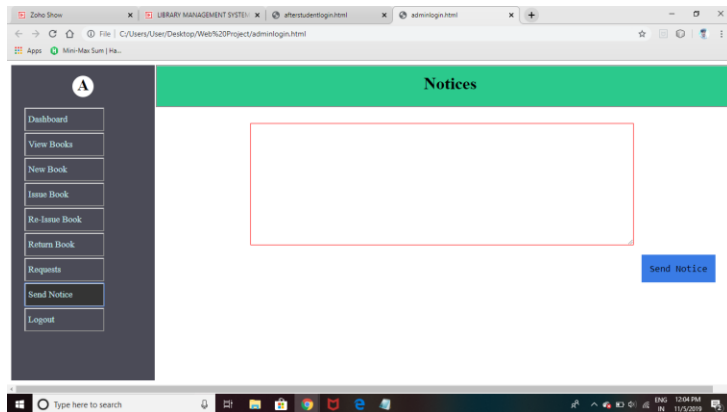 Zoho Show
LIBRARY MANAGEMENT SYSTEM
afterstudentlogin.html
adminlogin.html
File | C:/Users/User/Desktop/Web%20Project/adminlogin.html
Apps
Mini-Max Sum | Ha...
A
Notices
Dashboard
View Books
New Book
Issue Book
Re-Issue Book
Return Book
Requests
Send Notice
Logout
Send Notice
Type here to search
ENG
IN
12:04 PM
11/5/2019